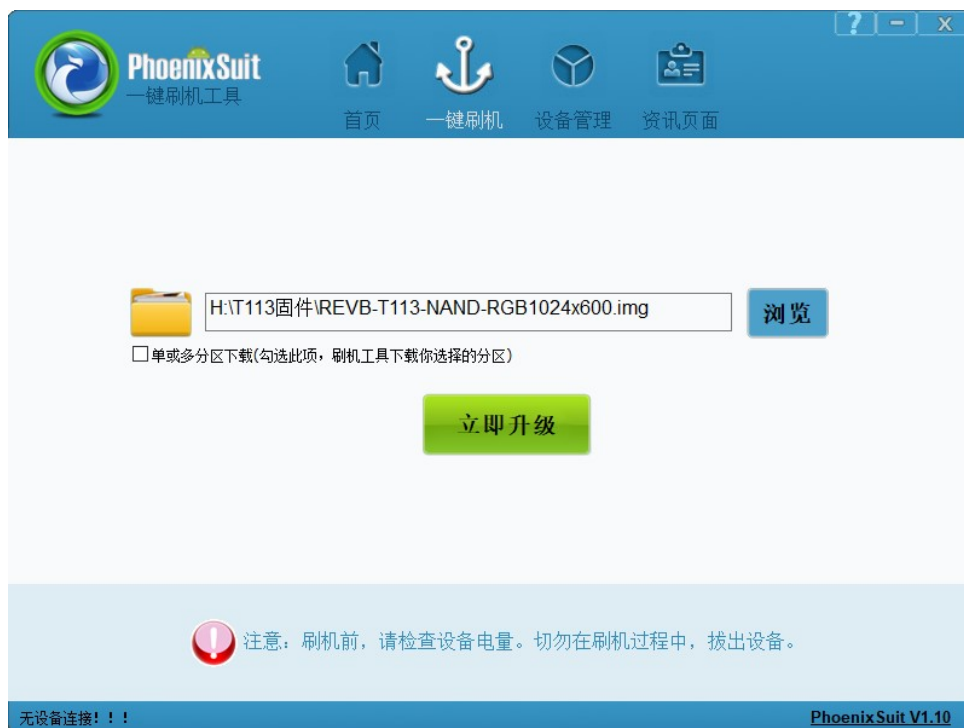 ? − x
PhoenixSuit
一键刷机工具
首页 一键刷机 设备管理 资讯页面
H:\T113固件\REVB-T113-NAND-RGB1024x600.img
浏览
单或多分区下载(勾选此项，刷机工具下载你选择的分区)
立即升级
注意：刷机前，请检查设备电量。切勿在刷机过程中，拔出设备。
无设备连接！！！ PhoenixSuit V1.10